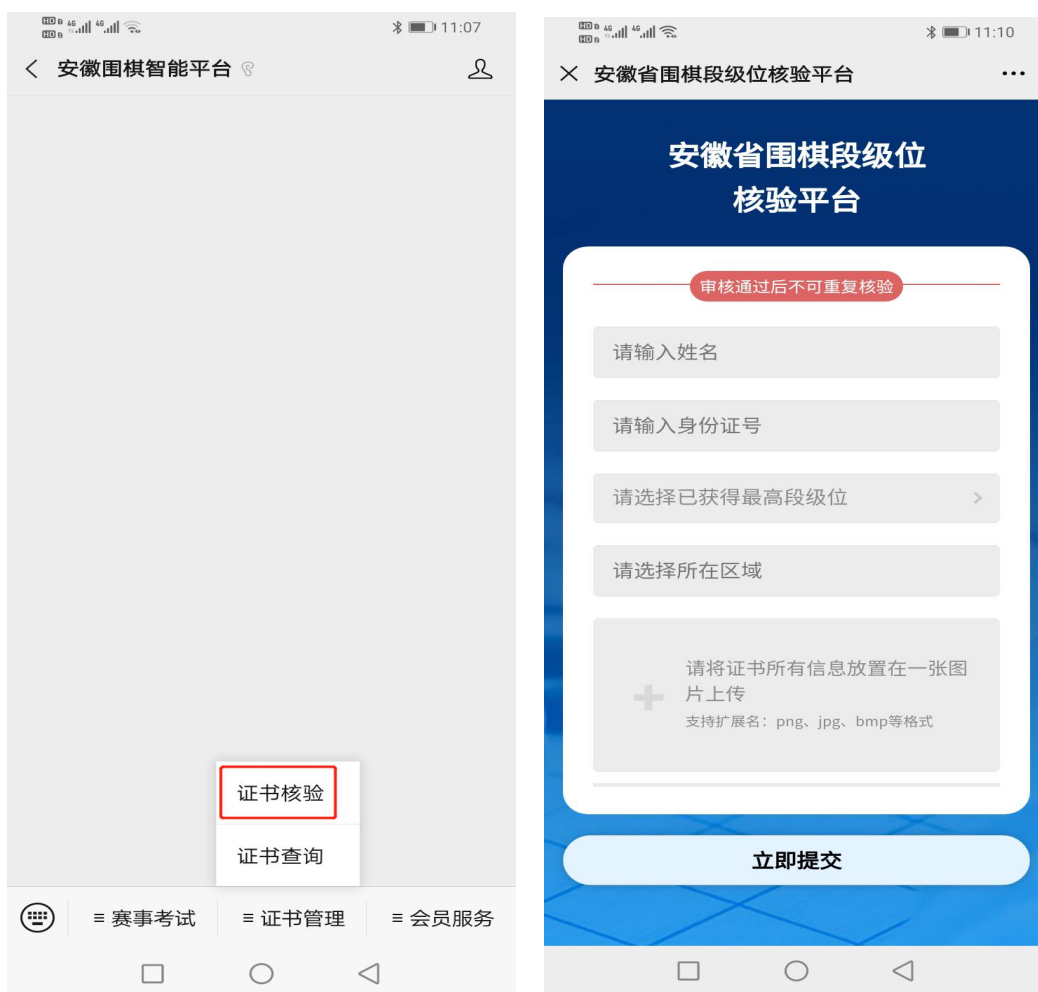 11:07
安徽围棋智能平台
证书核验
证书查询
≡ 赛事考试
≡ 证书管理
≡ 会员服务
11:10
安徽省围棋段级位核验平台
安徽省围棋段级位
核验平台
审核通过后不可重复核验
请输入姓名
请输入身份证号
请选择已获得最高段级位
请选择所在区域
请将证书所有信息放置在一张图
片上传
支持扩展名：png、jpg、bmp等格式
立即提交